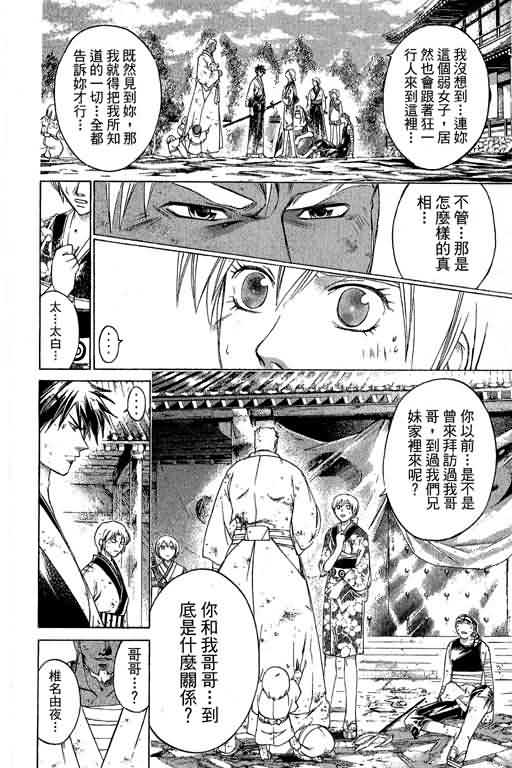 我沒想到…連妳
這個弱女子，居
然也會跟著狂一
行人來到這裡…
既然見到妳，那
我就得把我所知
道的一切…全都
告訴妳才行…
不管…那是
怎麼樣的真
相…
…
太…太白…
你以前…是不是
曾來拜訪過我哥
哥，到過我們兄
妹家裡來呢？
…
你和我哥哥…到
底是什麼關係？
哥哥…？
椎名由夜…